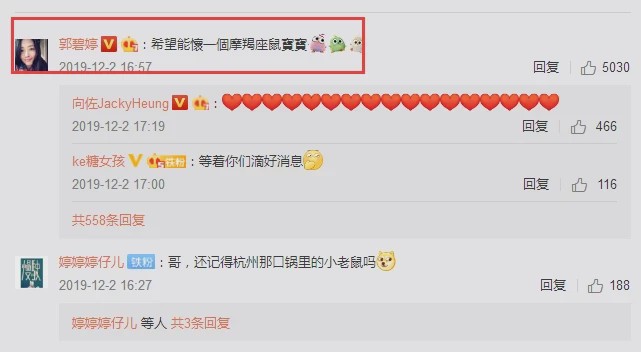 郭碧婷：希望能懷一個摩羯座鼠寶寶
2019-12-2 16:57 回复 5030
向佐JackyHeung：
2019-12-2 17:19 回复 466
ke糖女孩 铁粉：等着你们滴好消息
2019-12-2 17:00 回复 116
共558条回复
婷婷婷仔儿 铁粉：哥，还记得杭州那口锅里的小老鼠吗
2019-12-2 16:27 回复 188
婷婷婷仔儿 等人 共3条回复